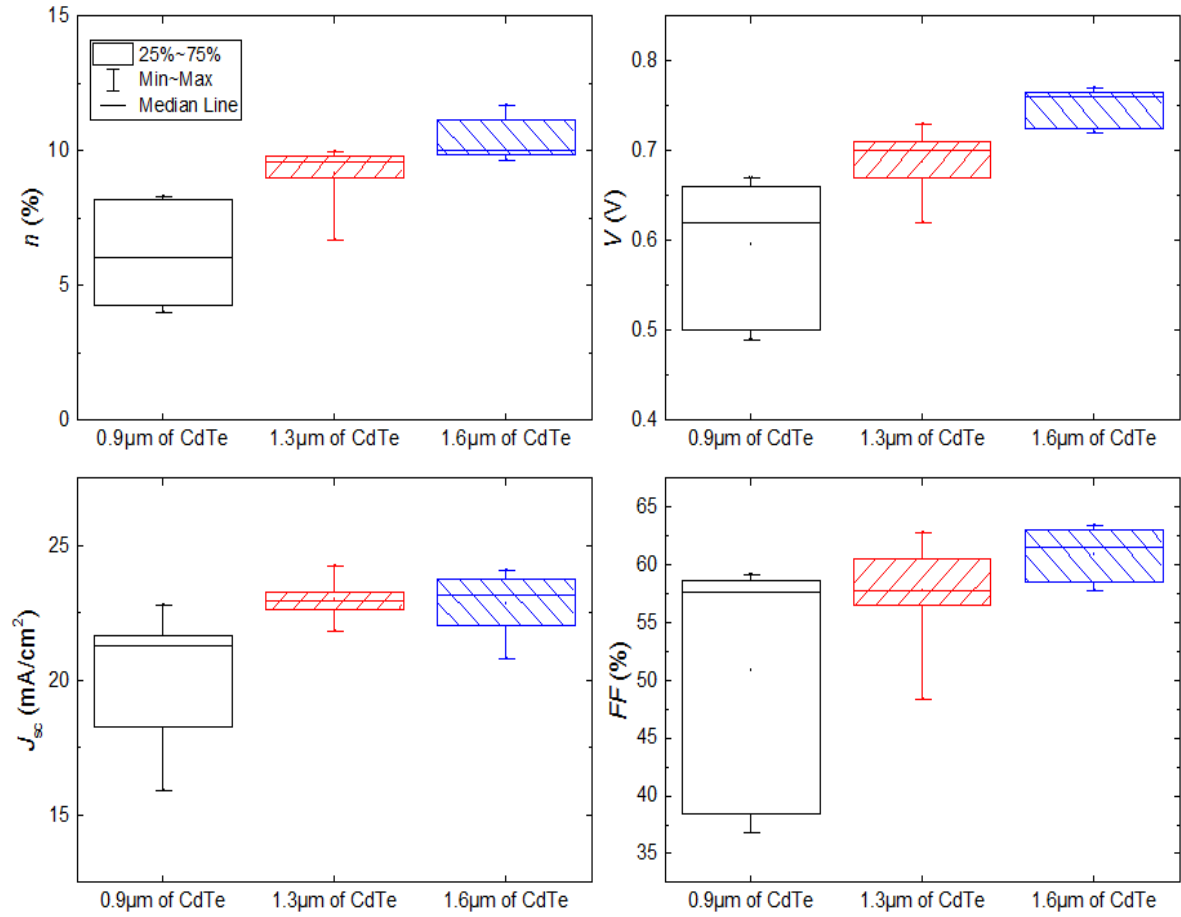 15
10
5
0
n (%)
25%~75%
Min~Max
Median Line
0.9µm of CdTe 1.3µm of CdTe 1.6µm of CdTe
0.8
0.7
0.6
0.5
0.4
V (V)
0.9µm of CdTe 1.3µm of CdTe 1.6µm of CdTe
25
20
15
Jsc (mA/cm²)
0.9µm of CdTe 1.3µm of CdTe 1.6µm of CdTe
65
60
55
50
45
40
35
FF (%)
0.9µm of CdTe 1.3µm of CdTe 1.6µm of CdTe